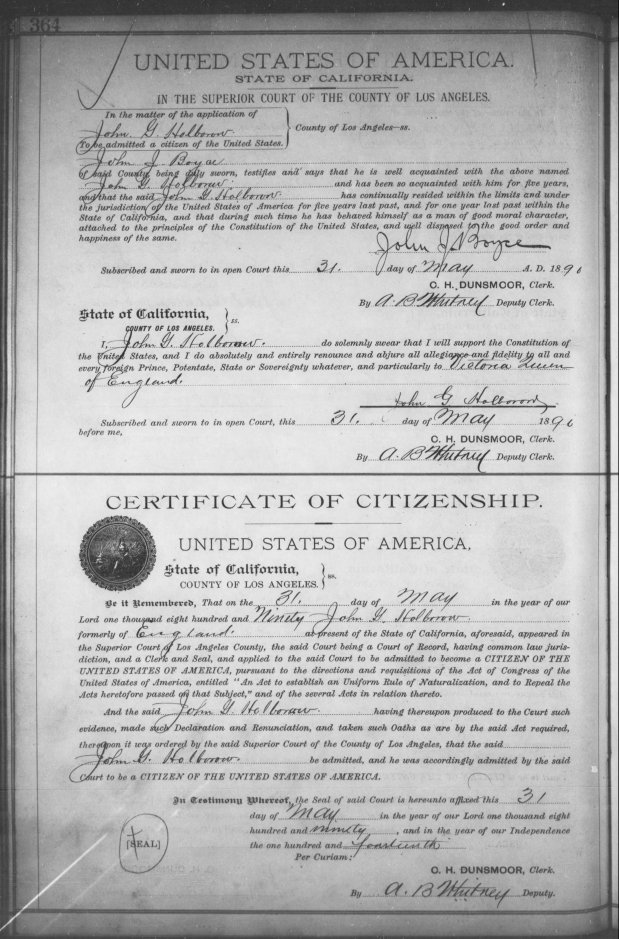 364
UNITED STATES OF AMERICA.
STATE OF CALIFORNIA.
IN THE SUPERIOR COURT OF THE COUNTY OF LOS ANGELES.
In the matter of the application of
John G Holborow
To be admitted a citizen of the United States.
County of Los Angeles—ss.
John J Boyce
of said County, being duly sworn, testifies and says that he is well acquainted with the above named
John G. Holborow and has been so acquainted with him for five years,
and that the said John G. Holborow has continually resided within the limits and under
the jurisdiction of the United States of America for five years last past, and for one year last past within the
State of California, and that during such time he has behaved himself as a man of good moral character,
attached to the principles of the Constitution of the United States, and well disposed to the good order and
happiness of the same.
John J. Boyce
Subscribed and sworn to in open Court this 31. day of May A. D. 1890
C. H. DUNSMOOR, Clerk.
By A. B Whitney Deputy Clerk.
State of California,
COUNTY OF LOS ANGELES. } ss.
I, John G. Holborow. do solemnly swear that I will support the Constitution of
the United States, and I do absolutely and entirely renounce and abjure all allegiance and fidelity to all and
every foreign Prince, Potentate, State or Sovereignty whatever, and particularly to Victoria Queen
of England.
John G Holborow
Subscribed and sworn to in open Court, this 31. day of May 1890
before me,
C. H. DUNSMOOR, Clerk.
By A. B Whitney Deputy Clerk.
CERTIFICATE OF CITIZENSHIP.
UNITED STATES OF AMERICA,
State of California,
COUNTY OF LOS ANGELES. } ss.
Be it Remembered, That on the 31. day of May in the year of our
Lord one thousand eight hundred and Ninety John G. Holborow
formerly of England. at present of the State of California, aforesaid, appeared in
the Superior Court of Los Angeles County, the said Court being a Court of Record, having common law juris-
diction, and a Clerk and Seal, and applied to the said Court to be admitted to become a CITIZEN OF THE
UNITED STATES OF AMERICA, pursuant to the directions and requisitions of the Act of Congress of the
United States of America, entitled "An Act to establish an Uniform Rule of Naturalization, and to Repeal the
Acts heretofore passed on that Subject," and of the several Acts in relation thereto.
And the said John G. Holborow having thereupon produced to the Court such
evidence, made such Declaration and Renunciation, and taken such Oaths as are by the said Act required,
thereupon it was ordered by the said Superior Court of the County of Los Angeles, that the said
John G. Holborow. be admitted, and he was accordingly admitted by the said
Court to be a CITIZEN OF THE UNITED STATES OF AMERICA.
In Testimony Whereof, the Seal of said Court is hereunto affixed this 31
day of May in the year of our Lord one thousand eight
hundred and ninety, and in the year of our Independence
the one hundred and fourteenth
[SEAL]
Per Curiam:
C. H. DUNSMOOR, Clerk.
By A. B Whitney Deputy.